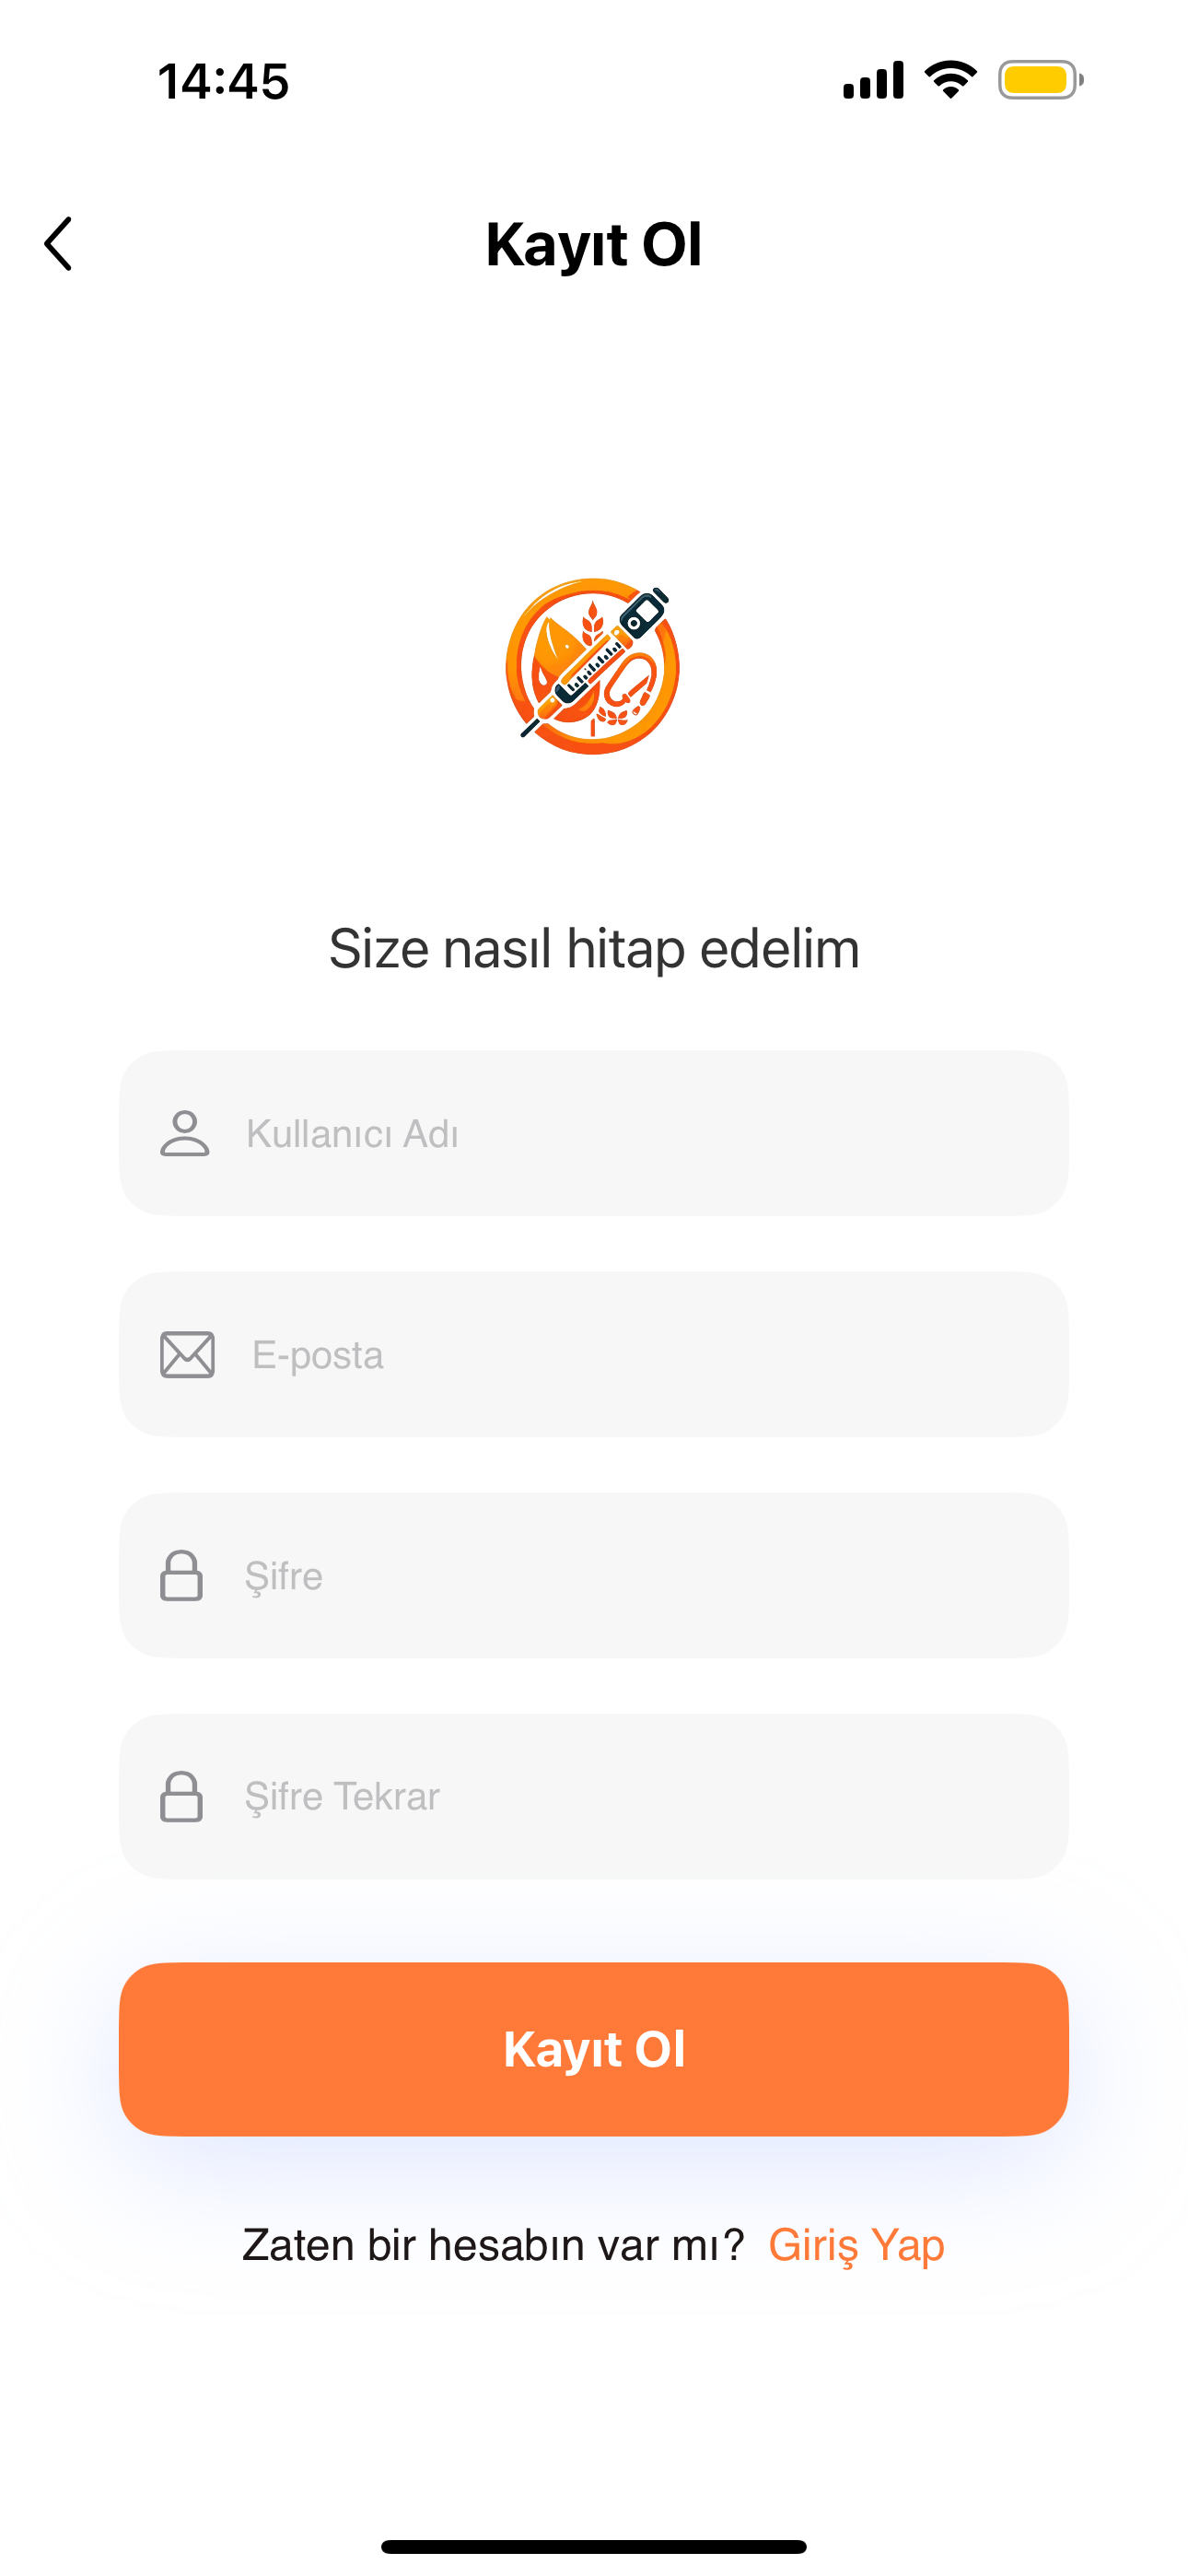 14:45
Kayıt Ol
Size nasıl hitap edelim
Kullanıcı Adı
E-posta
Şifre
Şifre Tekrar
Kayıt Ol
Zaten bir hesabın var mı? Giriş Yap